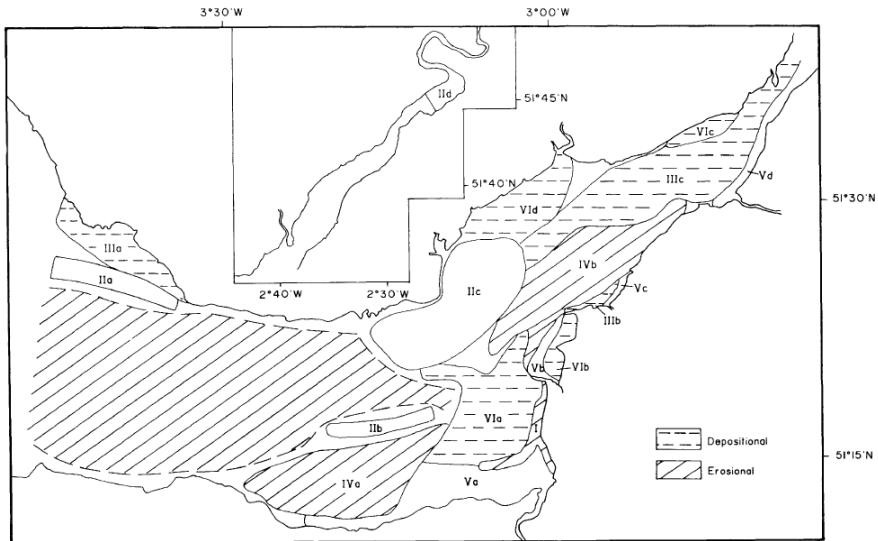 3°30'W
3°00'W
IId
51°45'N
VIc
51°40'N
IIIc
Vd
51°30'N
VId
IIIa
IVb
IIa
IIc
Vc
2°40'W
2°30'W
IIIb
Vb
VIb
VIa
IIb
I
Depositional
51°15'N
Erosional
IVa
Va